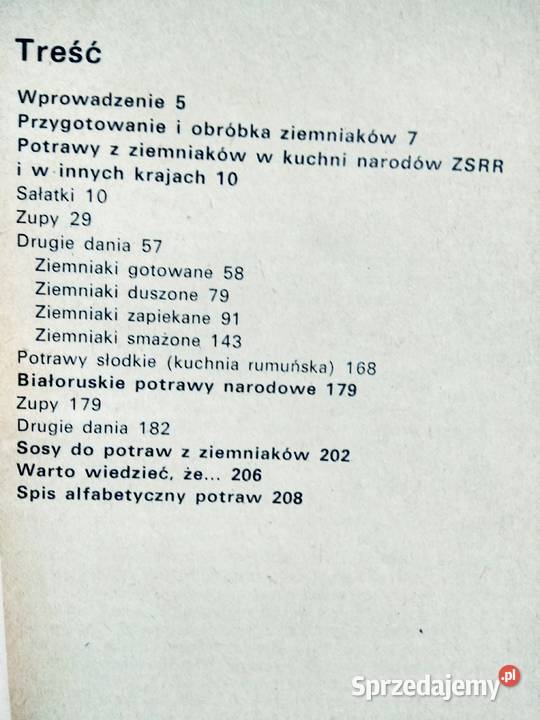 Treść
Wprowadzenie 5
Przygotowanie i obróbka ziemniaków 7
Potrawy z ziemniaków w kuchni narodów ZSRR
i w innych krajach 10
Sałatki 10
Zupy 29
Drugie dania 57
Ziemniaki gotowane 58
Ziemniaki duszone 79
Ziemniaki zapiekane 91
Ziemniaki smażone 143
Potrawy słodkie (kuchnia rumuńska) 168
Białoruskie potrawy narodowe 179
Zupy 179
Drugie dania 182
Sosy do potraw z ziemniaków 202
Warto wiedzieć, że... 206
Spis alfabetyczny potraw 208
Sprzedajemy.pl